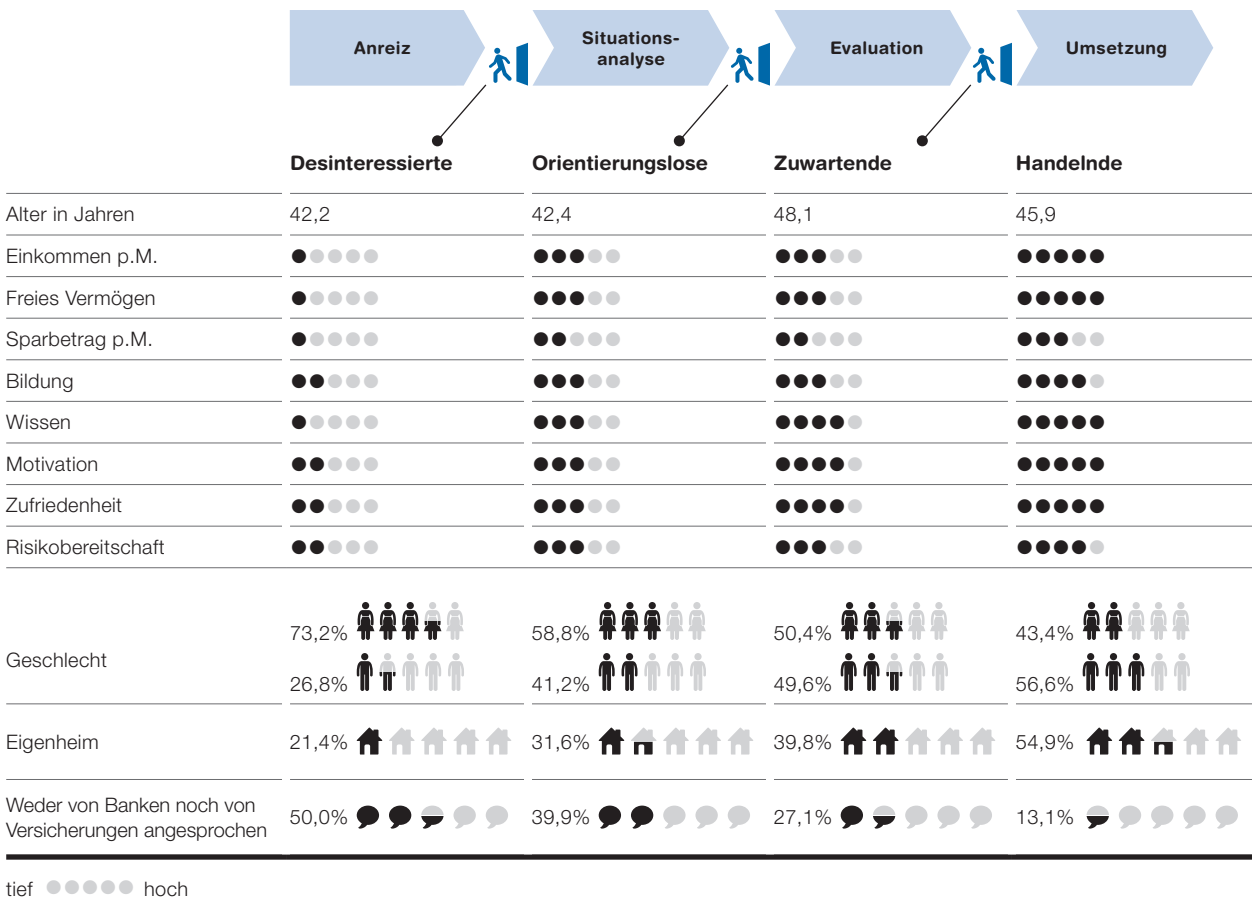 Anreiz
Situations-
analyse
Evaluation
Umsetzung
Desinteressierte
Orientierungslose
Zuwartende
Handelnde
Alter in Jahren
42,2
42,4
48,1
45,9
Einkommen p.M.
Freies Vermögen
Sparbetrag p.M.
Bildung
Wissen
Motivation
Zufriedenheit
Risikobereitschaft
Geschlecht
73,2%
58,8%
50,4%
43,4%
26,8%
41,2%
49,6%
56,6%
Eigenheim
21,4%
31,6%
39,8%
54,9%
Weder von Banken noch von
Versicherungen angesprochen
50,0%
39,9%
27,1%
13,1%
tief
hoch